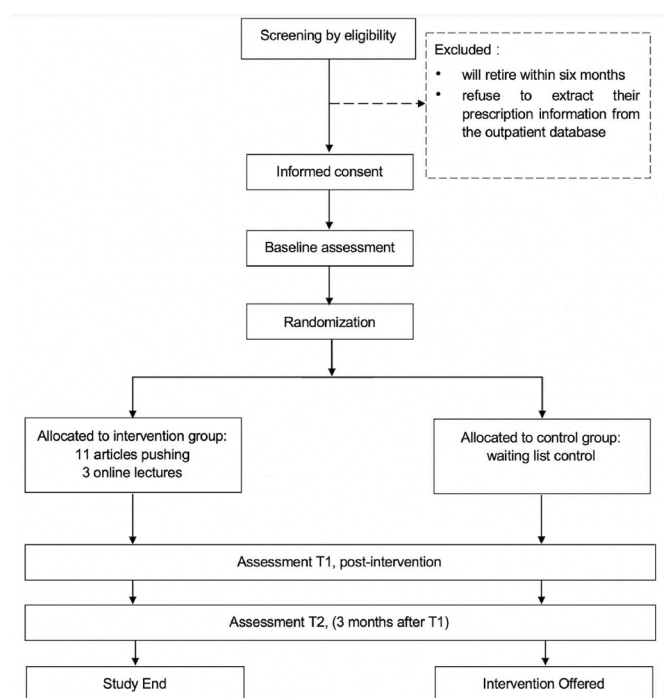 Screening by eligibility
Excluded :
• will retire within six months
• refuse to extract their
prescription information from
the outpatient database
Informed consent
Baseline assessment
Randomization
Allocated to intervention group:
11 articles pushing
3 online lectures
Allocated to control group:
waiting list control
Assessment T1, post-intervention
Assessment T2, (3 months after T1)
Study End
Intervention Offered